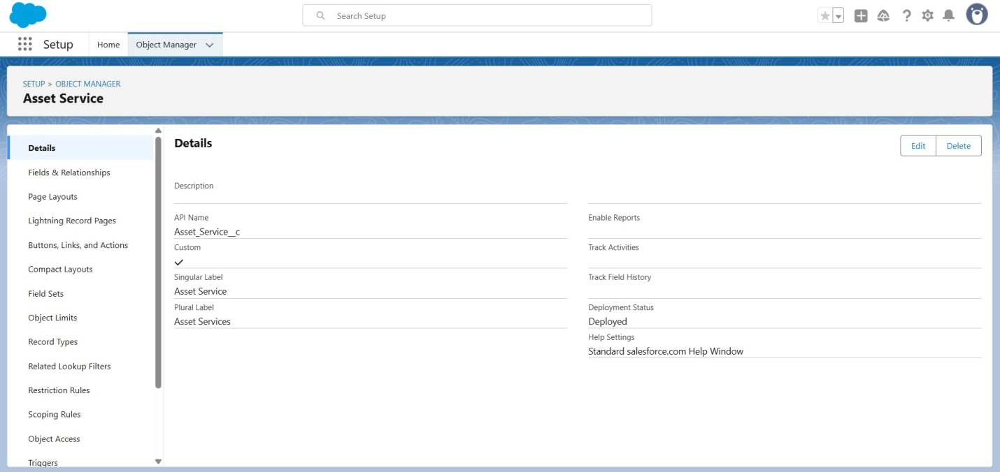 Search Setup
Setup
Home
Object Manager
SETUP > OBJECT MANAGER
Asset Service
Details
Fields & Relationships
Page Layouts
Lightning Record Pages
Buttons, Links, and Actions
Compact Layouts
Field Sets
Object Limits
Record Types
Related Lookup Filters
Restriction Rules
Scoping Rules
Object Access
Triggers
Details
Edit
Delete
Description
API Name
Asset_Service__c
Custom
Singular Label
Asset Service
Plural Label
Asset Services
Enable Reports
Track Activities
Track Field History
Deployment Status
Deployed
Help Settings
Standard salesforce.com Help Window